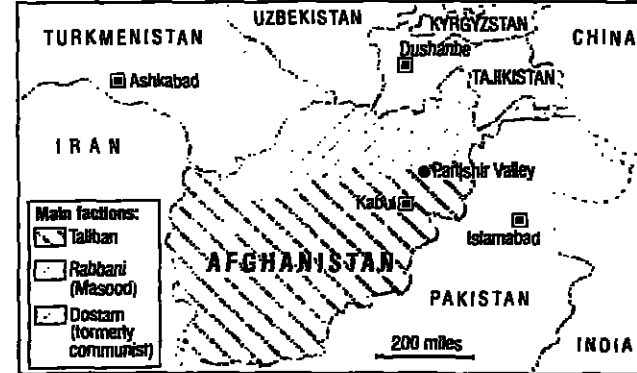 UZBEKISTAN
KYRGYZSTAN
TURKMENISTAN
CHINA
Dushanbe
TAJIKISTAN
Ashkabad
IRAN
Panjshir Valley
Kabul
Islamabad
Main factions:
Taliban
Rabbani
(Masood)
Dostam
(formerly
communist)
AFGHANISTAN
PAKISTAN
200 miles
INDIA